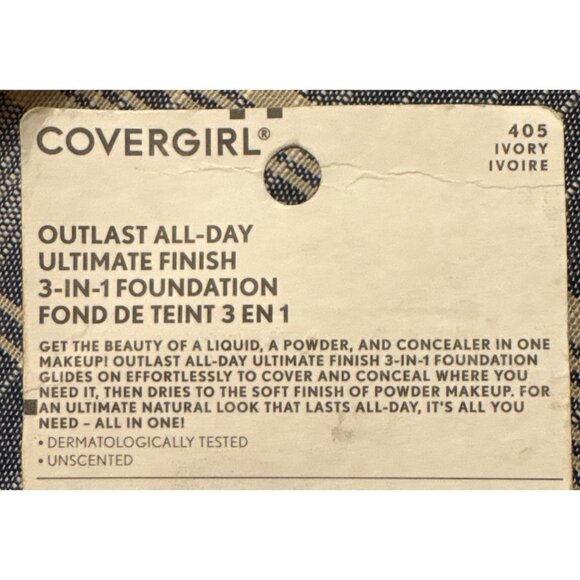 COVERGIRL®
405
IVORY
IVOIRE
OUTLAST ALL-DAY
ULTIMATE FINISH
3-IN-1 FOUNDATION
FOND DE TEINT 3 EN 1
GET THE BEAUTY OF A LIQUID, A POWDER, AND CONCEALER IN ONE
MAKEUP! OUTLAST ALL-DAY ULTIMATE FINISH 3-IN-1 FOUNDATION
GLIDES ON EFFORTLESSLY TO COVER AND CONCEAL WHERE YOU
NEED IT, THEN DRIES TO THE SOFT FINISH OF POWDER MAKEUP. FOR
AN ULTIMATE NATURAL LOOK THAT LASTS ALL-DAY, IT'S ALL YOU
NEED – ALL IN ONE!
• DERMATOLOGICALLY TESTED
• UNSCENTED